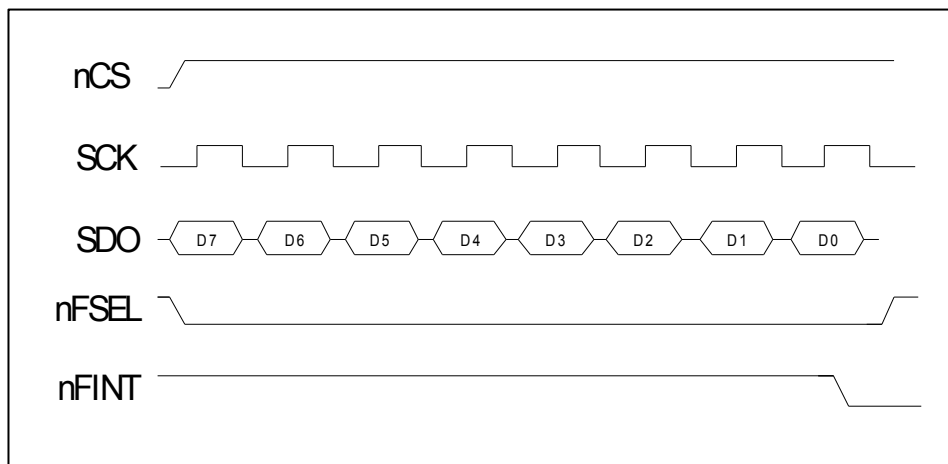 nCS
SCK
SDO D7 D6 D5 D4 D3 D2 D1 D0
nFSEL
nFINT